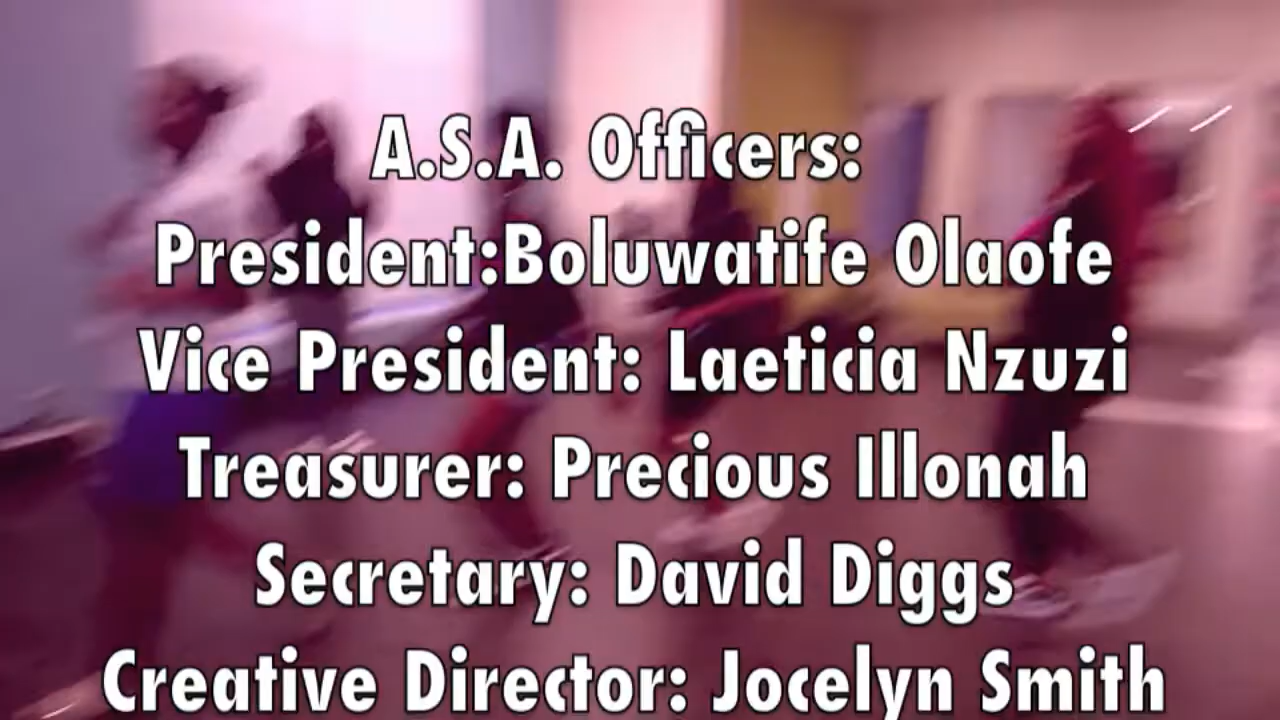 A.S.A. Officers:
President:Boluwatife Olaofe
Vice President: Laeticia Nzuzi
Treasurer: Precious Illonah
Secretary: David Diggs
Creative Director: Jocelyn Smith